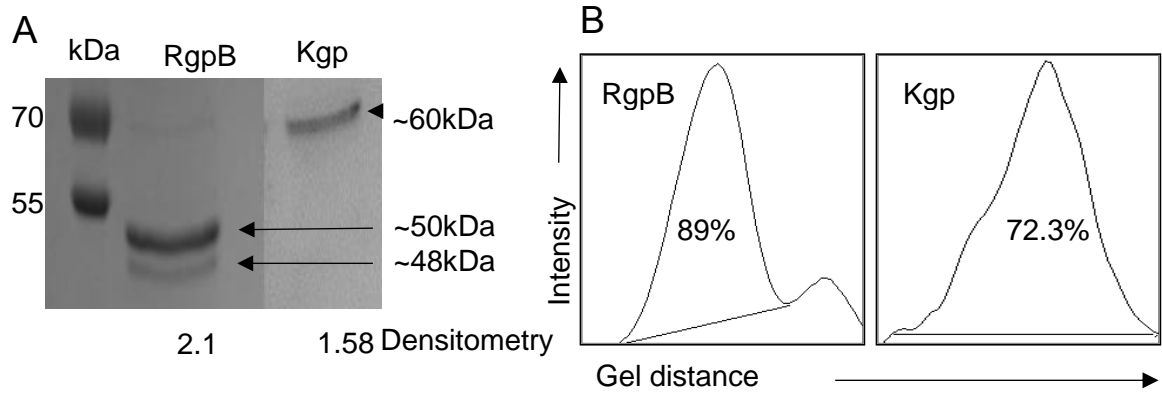 A
kDa RgpB Kgp
70
~60kDa
55
~50kDa
~48kDa
2.1 1.58 Densitometry
B
RgpB
89%
Kgp
72.3%
Intensity
Gel distance